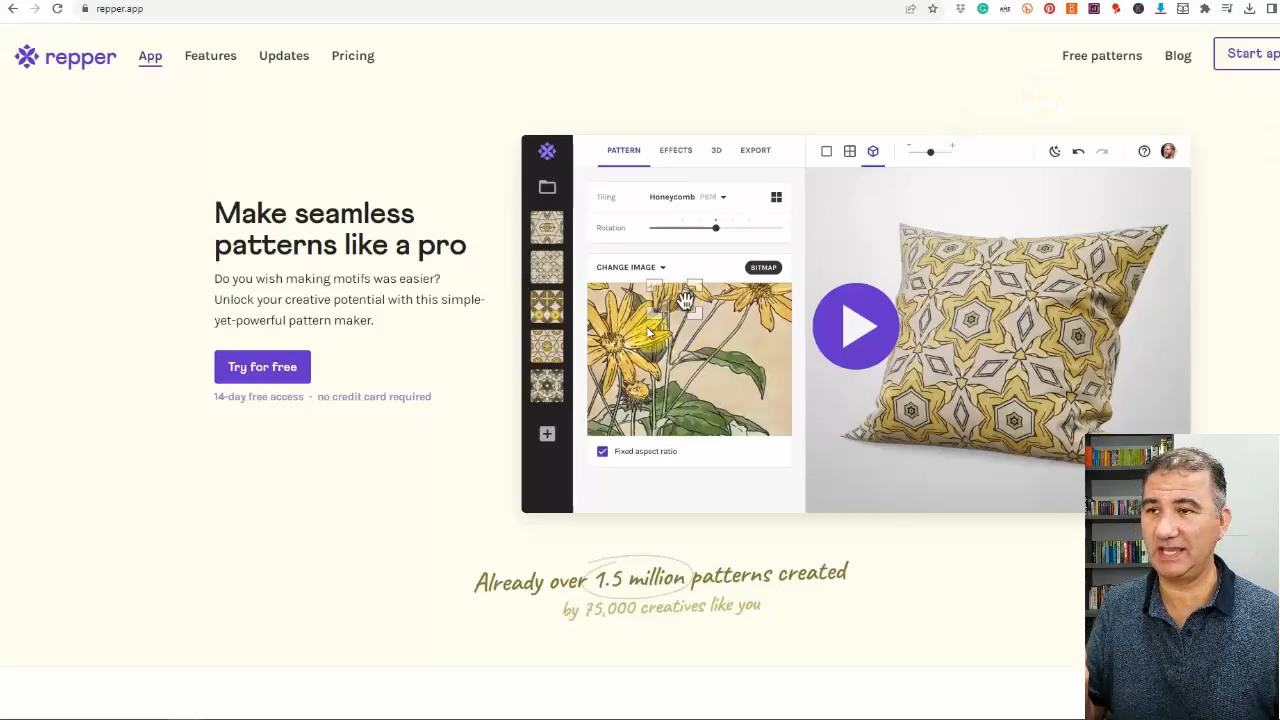 repper.app
repper
App
Features
Updates
Pricing
Free patterns
Blog
Start ap
PATTERN
EFFECTS
3D
EXPORT
Tiling
Honeycomb PBM
Rotation
CHANGE IMAGE
BITMAP
Fixed aspect ratio
Make seamless
patterns like a pro
Do you wish making motifs was easier?
Unlock your creative potential with this simple-
yet-powerful pattern maker.
Try for free
14-day free access · no credit card required
Already over 1.5 million patterns created
by 75,000 creatives like you